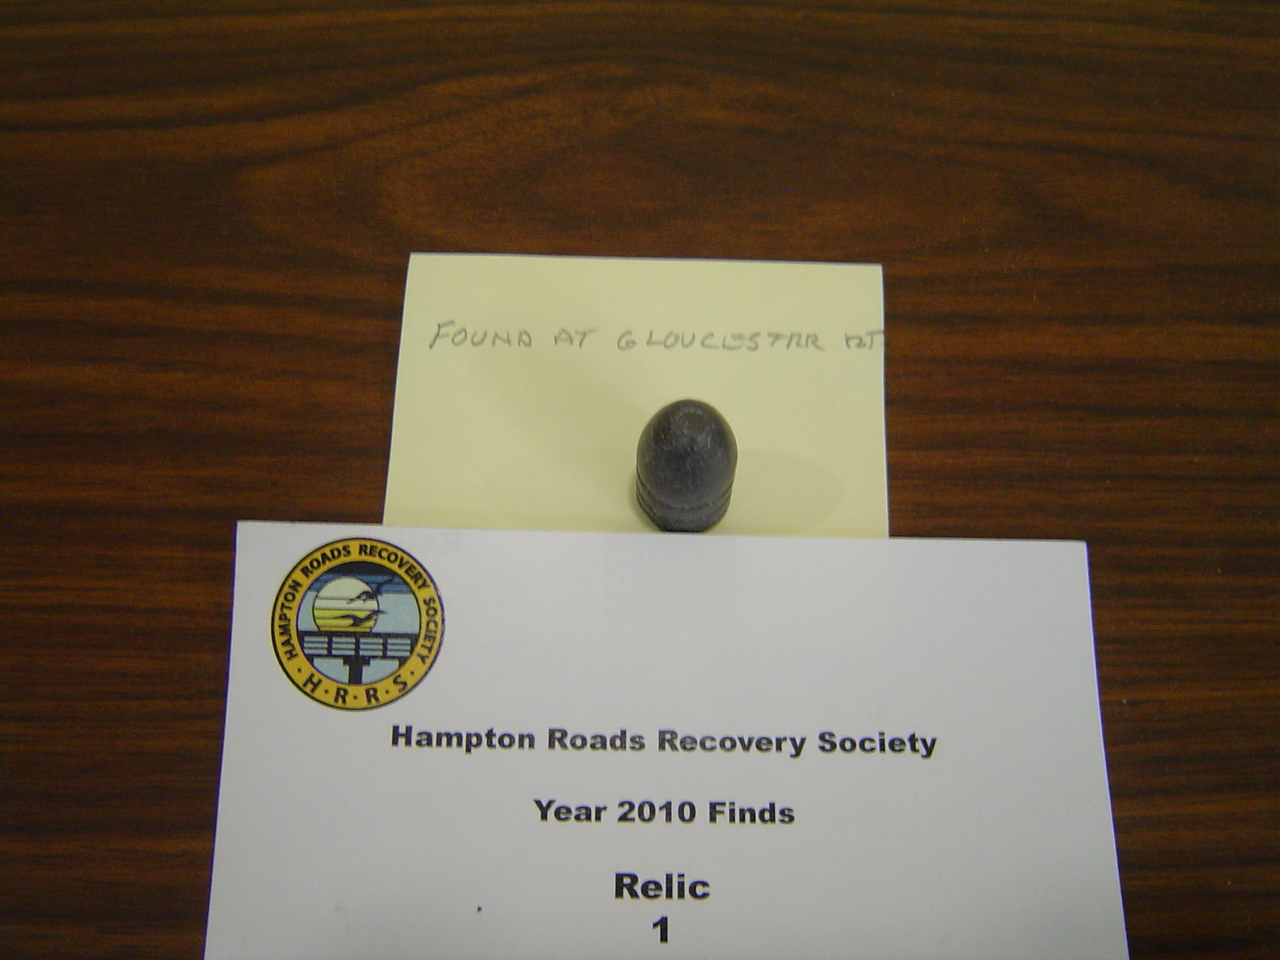 FOUND AT GLOUCESTRR PT
HAMPTON ROADS RECOVERY SOCIETY
H·R·R·S·
Hampton Roads Recovery Society
Year 2010 Finds
Relic
1